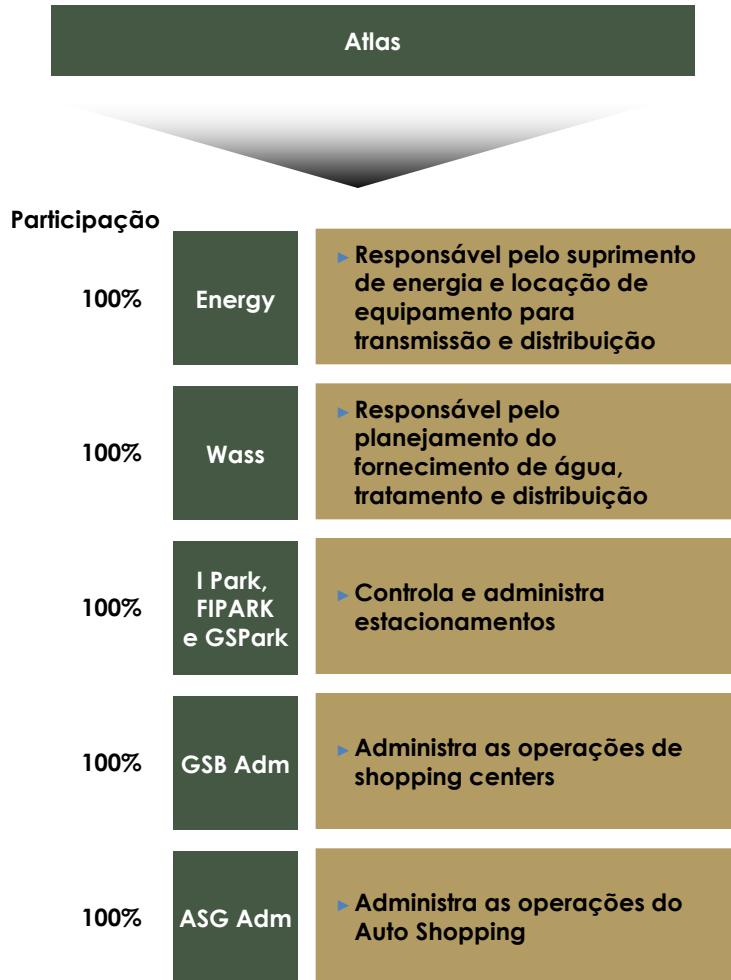 Atlas
Participação
100%
Energy
▸ Responsável pelo suprimento
de energia e locação de
equipamento para
transmissão e distribuição
100%
Wass
▸ Responsável pelo
planejamento do
fornecimento de água,
tratamento e distribuição
100%
I Park,
FIPARK
e GSPark
▸ Controla e administra
estacionamentos
100%
GSB Adm
▸ Administra as operações de
shopping centers
100%
ASG Adm
▸ Administra as operações do
Auto Shopping